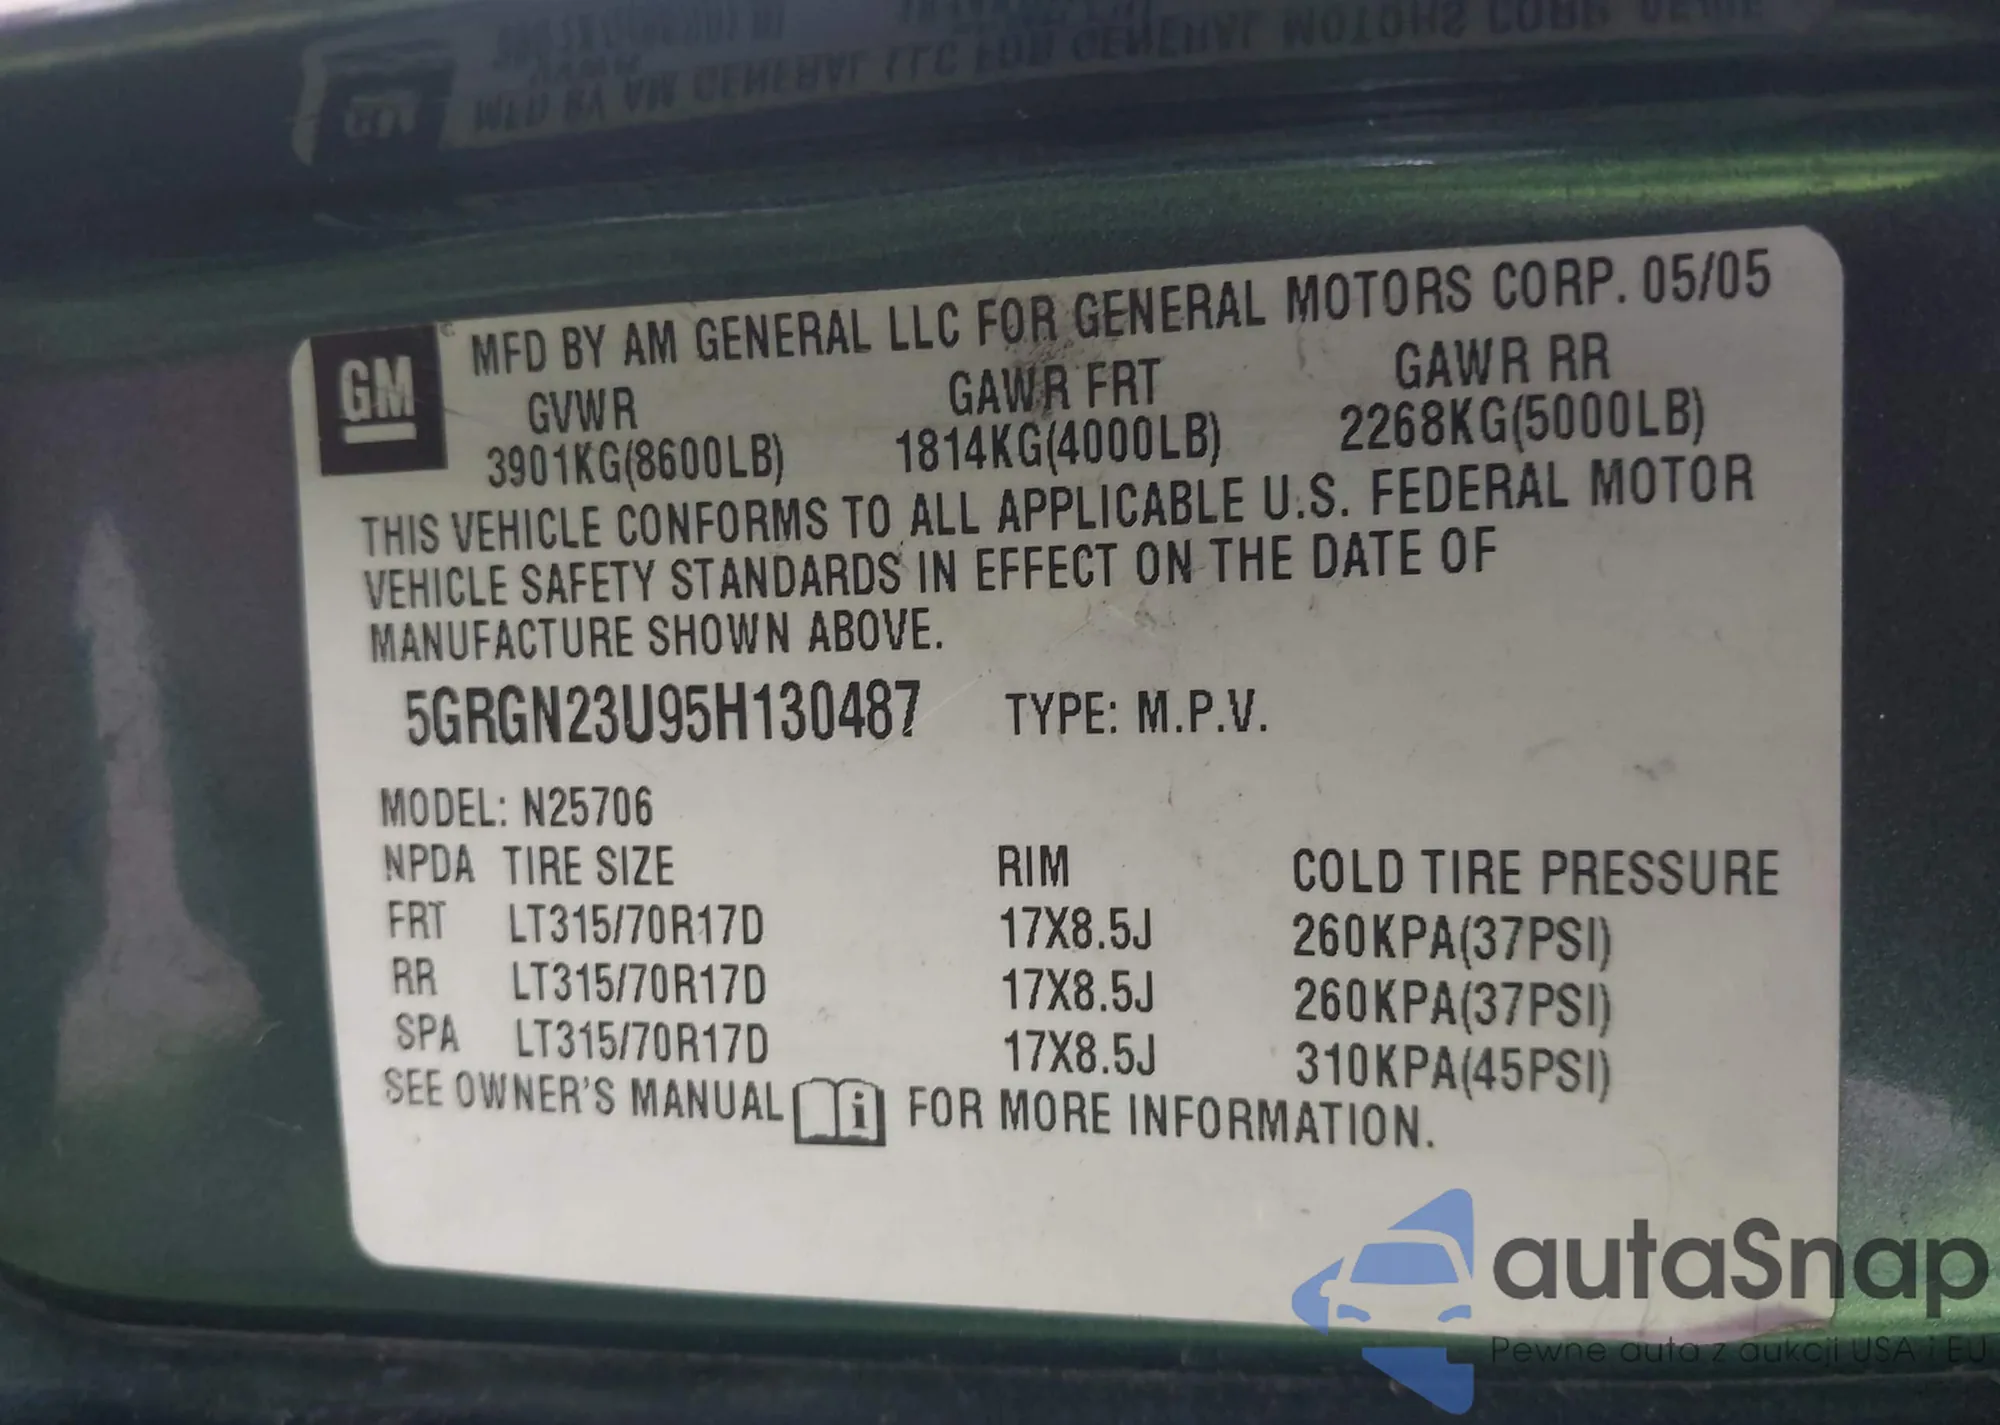 GM
MFD BY AM GENERAL LLC FOR GENERAL MOTORS CORP. 05/05
GVWR GAWR FRT GAWR RR
3901KG(8600LB) 1814KG(4000LB) 2268KG(5000LB)
THIS VEHICLE CONFORMS TO ALL APPLICABLE U.S. FEDERAL MOTOR
VEHICLE SAFETY STANDARDS IN EFFECT ON THE DATE OF
MANUFACTURE SHOWN ABOVE.
5GRGN23U95H130487 TYPE: M.P.V.
MODEL: N25706
NPDA TIRE SIZE RIM COLD TIRE PRESSURE
FRT LT315/70R17D 17X8.5J 260KPA(37PSI)
RR LT315/70R17D 17X8.5J 260KPA(37PSI)
SPA LT315/70R17D 17X8.5J 310KPA(45PSI)
SEE OWNER'S MANUAL i FOR MORE INFORMATION.
autaSnap
Pewne auta z aukcji USA i EU